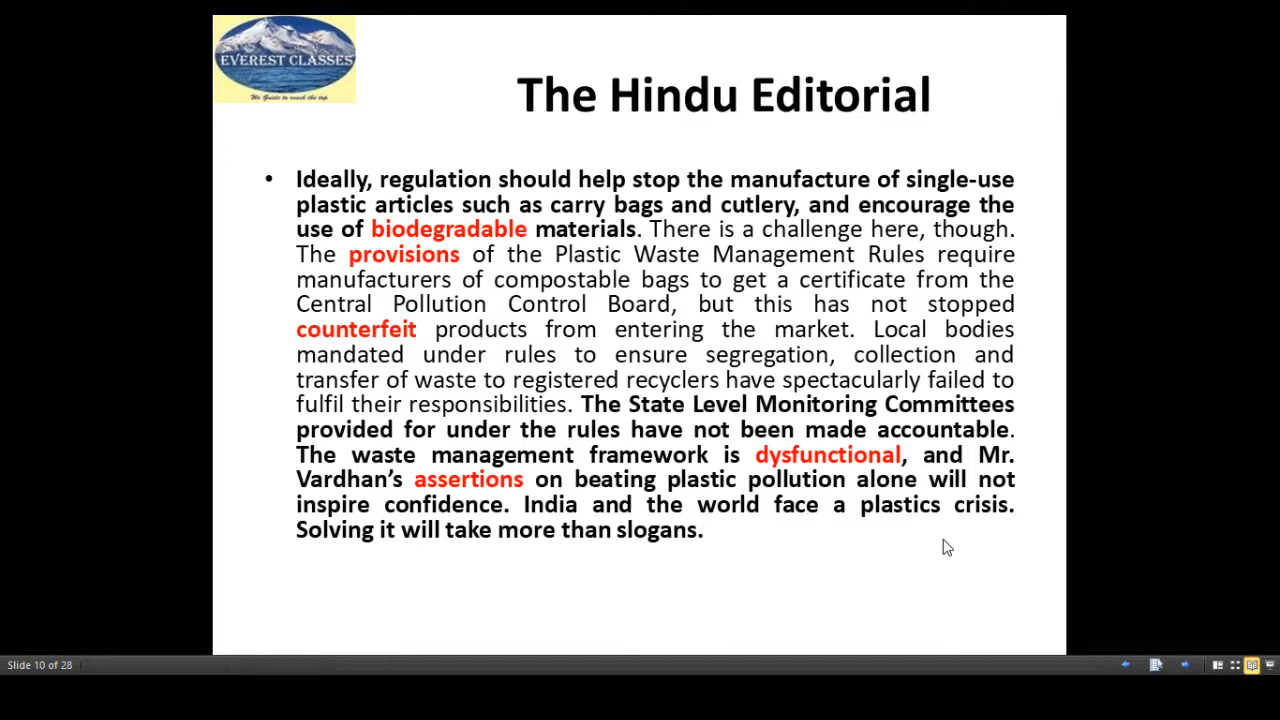 EVEREST CLASSES
We Guide to reach the top
The Hindu Editorial
• Ideally, regulation should help stop the manufacture of single-use
plastic articles such as carry bags and cutlery, and encourage the
use of biodegradable materials. There is a challenge here, though.
The provisions of the Plastic Waste Management Rules require
manufacturers of compostable bags to get a certificate from the
Central Pollution Control Board, but this has not stopped
counterfeit products from entering the market. Local bodies
mandated under rules to ensure segregation, collection and
transfer of waste to registered recyclers have spectacularly failed to
fulfil their responsibilities. The State Level Monitoring Committees
provided for under the rules have not been made accountable.
The waste management framework is dysfunctional, and Mr.
Vardhan’s assertions on beating plastic pollution alone will not
inspire confidence. India and the world face a plastics crisis.
Solving it will take more than slogans.
Slide 10 of 28